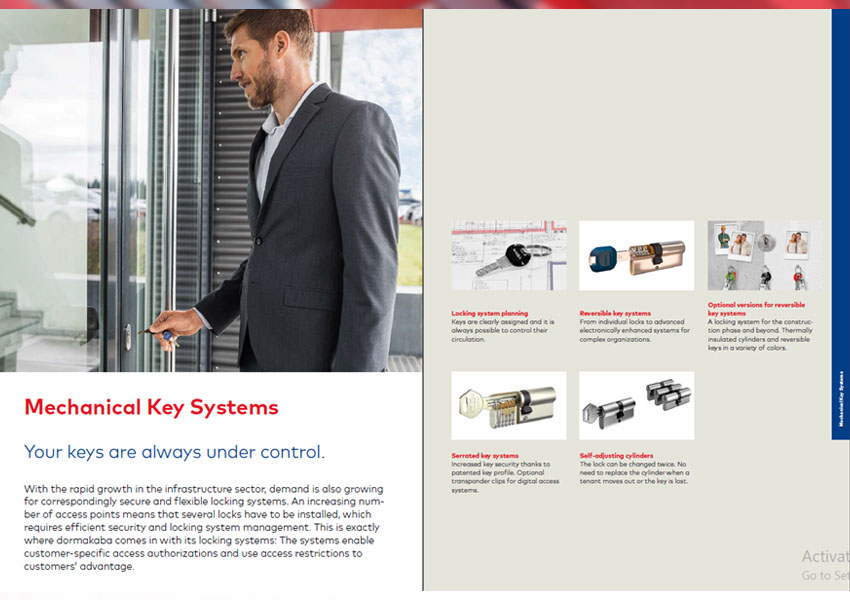 Mechanical Key Systems
Your keys are always under control.
With the rapid growth in the infrastructure sector, demand is also growing
for correspondingly secure and flexible locking systems. An increasing num-
ber of access points means that several locks have to be installed, which
requires efficient security and locking system management. This is exactly
where dormakaba comes in with its locking systems: The systems enable
customer-specific access authorizations and use access restrictions to
customers' advantage.
Locking system planning
Keys are clearly assigned and it is
always possible to control their
circulation.
Reversible key systems
From individual locks to advanced
electronically enhanced systems for
complex organizations.
Optional versions for reversible
key systems
A locking system for the construc-
tion phase and beyond. Thermally
insulated cylinders and reversible
keys in a variety of colors.
Serrated key systems
Increased key security thanks to
patented key profile. Optional
transponder clips for digital access
systems.
Self-adjusting cylinders
The lock can be changed twice. No
need to replace the cylinder when a
tenant moves out or the key is lost.
Mechanical Key Systems
Activat
Go to Set